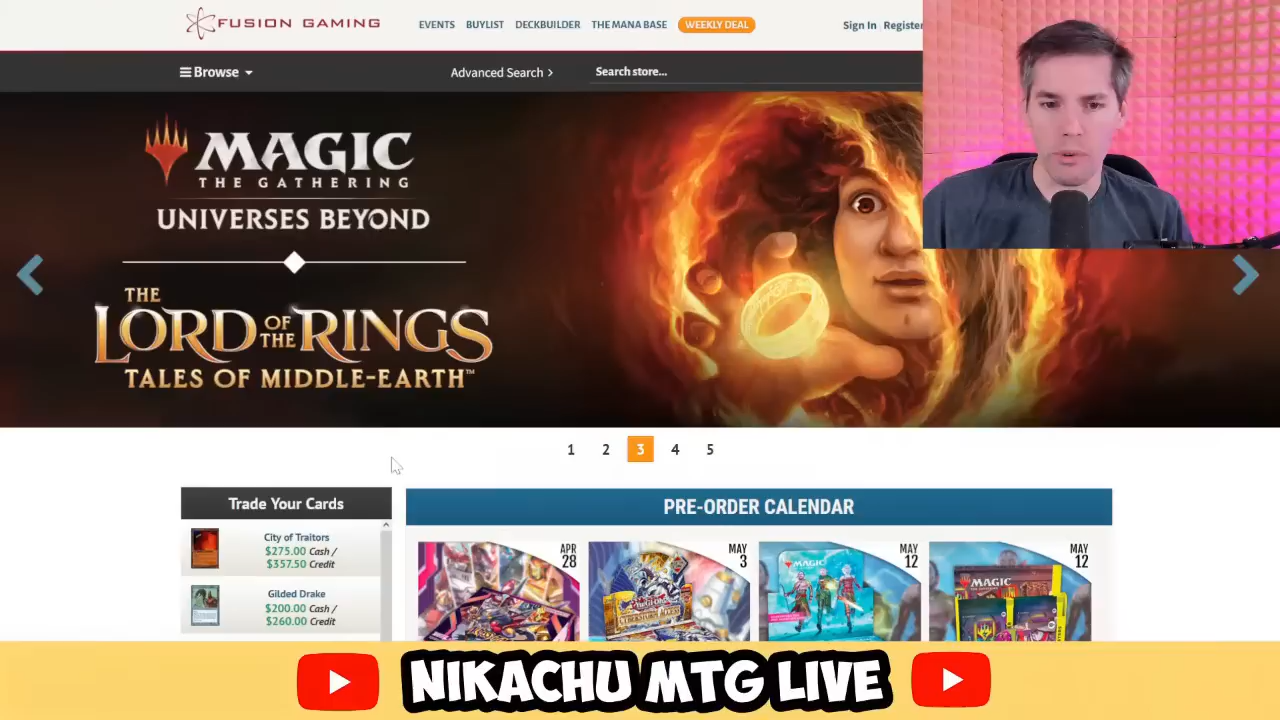 FUSION GAMING
EVENTS BUYLIST DECKBUILDER THE MANA BASE WEEKLY DEAL Sign In Register
Browse Advanced Search Search store...
MAGIC
THE GATHERING
UNIVERSES BEYOND
THE
LORD OF THE RINGS
TALES OF MIDDLE-EARTH™
1 2 3 4 5
Trade Your Cards
City of Traitors
$275.00 Cash /
$357.50 Credit
Gilded Drake
$200.00 Cash /
$260.00 Credit
PRE-ORDER CALENDAR
APR
28
MAY
3
MAY
12
MAGIC
MAY
12
MAGIC
NIKACHU MTG LIVE